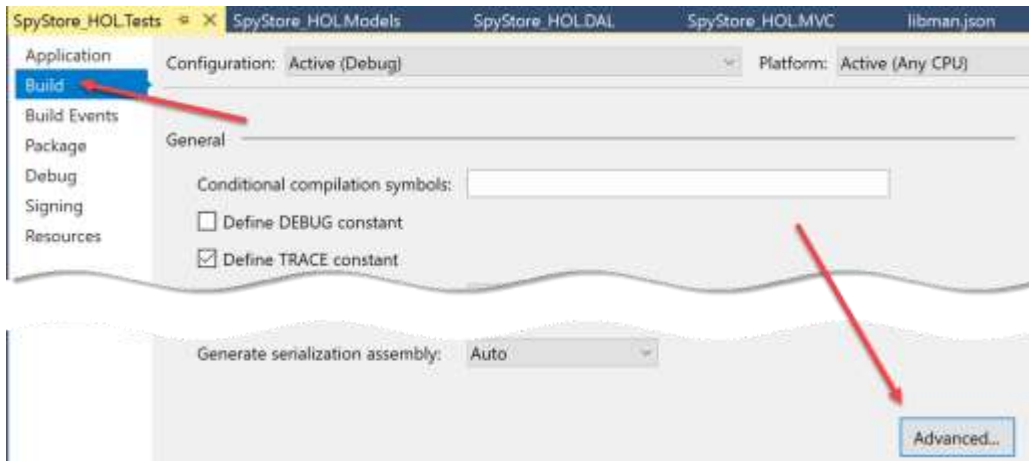 SpyStore_HOL.Tests SpyStore_HOL.Models SpyStore_HOL.DAL SpyStore_HOL.MVC libman.json
Application
Configuration: Active (Debug) Platform: Active (Any CPU)
Build
Build Events
General
Package
Debug
Conditional compilation symbols:
Signing
Define DEBUG constant
Resources
Define TRACE constant
Generate serialization assembly: Auto
Advanced...